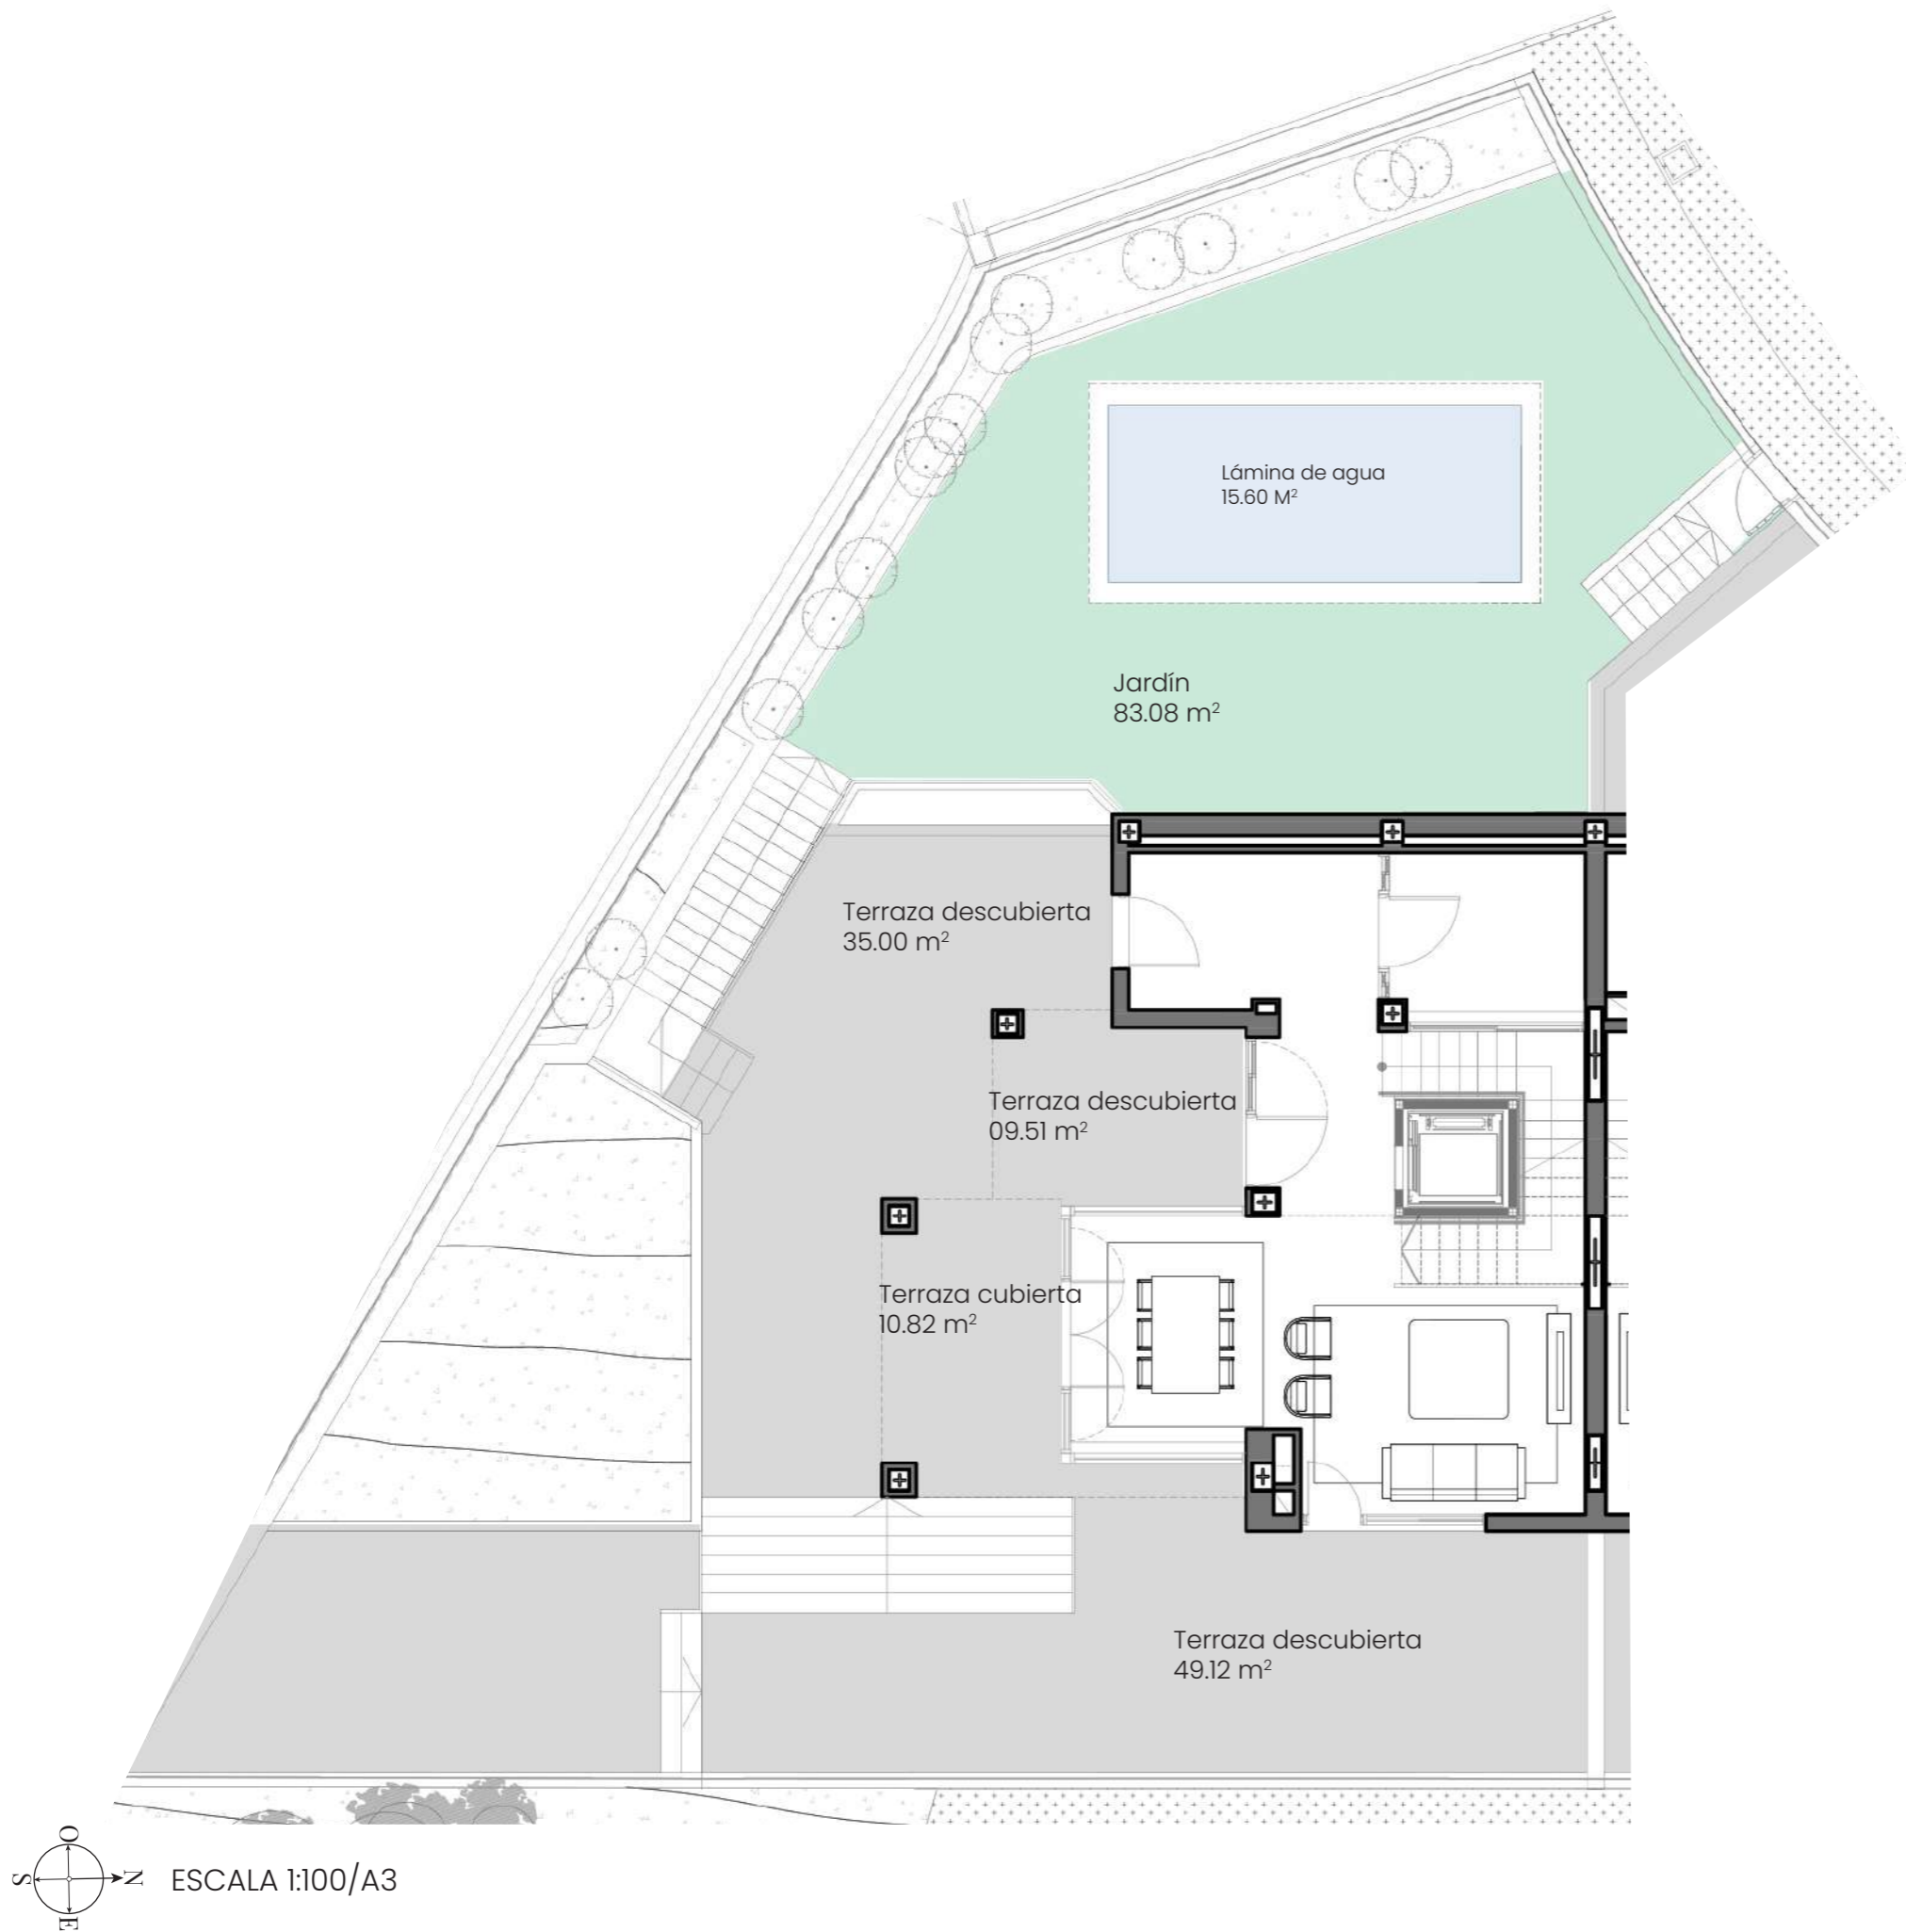 Lámina de agua
15.60 M²
Jardín
83.08 m²
Terraza descubierta
35.00 m²
Terraza descubierta
09.51 m²
Terraza cubierta
10.82 m²
Terraza descubierta
49.12 m²
O
S
N
E
ESCALA 1:100/A3